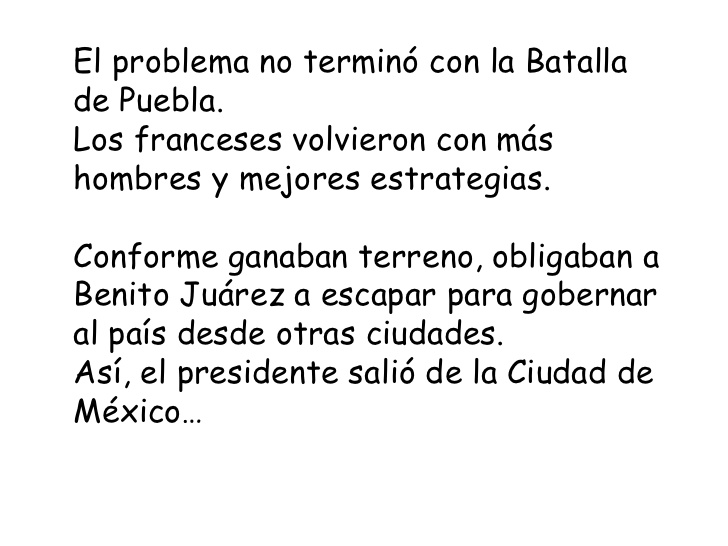 El problema no terminó con la Batalla
de Puebla.
Los franceses volvieron con más
hombres y mejores estrategias.
Conforme ganaban terreno, obligaban a
Benito Juárez a escapar para gobernar
al país desde otras ciudades.
Así, el presidente salió de la Ciudad de
México…